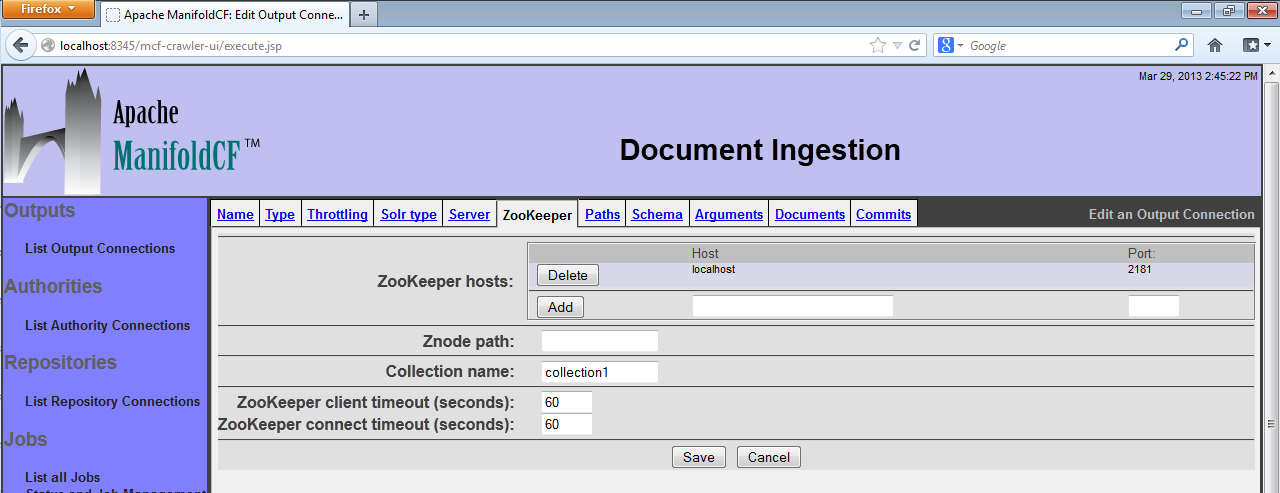 Firefox
Apache ManifoldCF: Edit Output Conne...
localhost:8345/mcf-crawler-ui/execute.jsp
Google
Mar 29, 2013 2:45:22 PM
Apache
ManifoldCF™
Document Ingestion
Outputs
List Output Connections
Authorities
List Authority Connections
Repositories
List Repository Connections
Jobs
List all Jobs
Status and Job Management
Name Type Throttling Solr type Server ZooKeeper Paths Schema Arguments Documents Commits Edit an Output Connection
Host Port:
ZooKeeper hosts: Delete localhost 2181
Add
Znode path:
Collection name: collection1
ZooKeeper client timeout (seconds): 60
ZooKeeper connect timeout (seconds): 60
Save Cancel